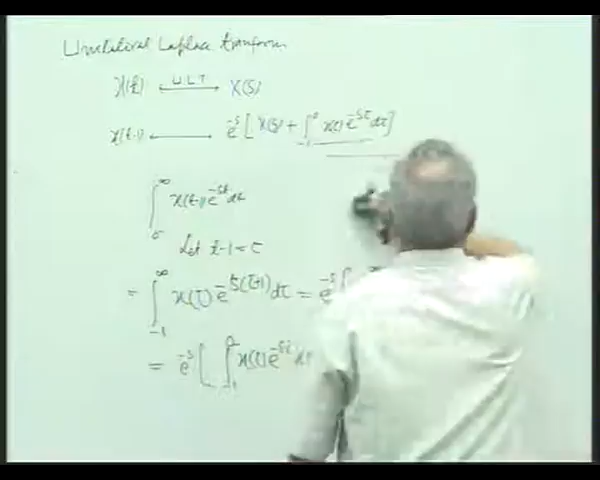 Unilateral Laplace transform
x(t) U L T X(s)
x(t-1) e^{-s} [ X(s) + ∫_{-1}^{0} x(τ) e^{-sτ} dτ ]
∫_{0^-}^{∞} x(t-1) e^{-st} dt
Let t-1 = τ
= ∫_{-1}^{∞} x(τ) e^{-s(τ+1)} dτ = e^{-s} ∫
= e^{-s} [ ∫_{-1}^{0^-} x(τ) e^{-sτ} dτ